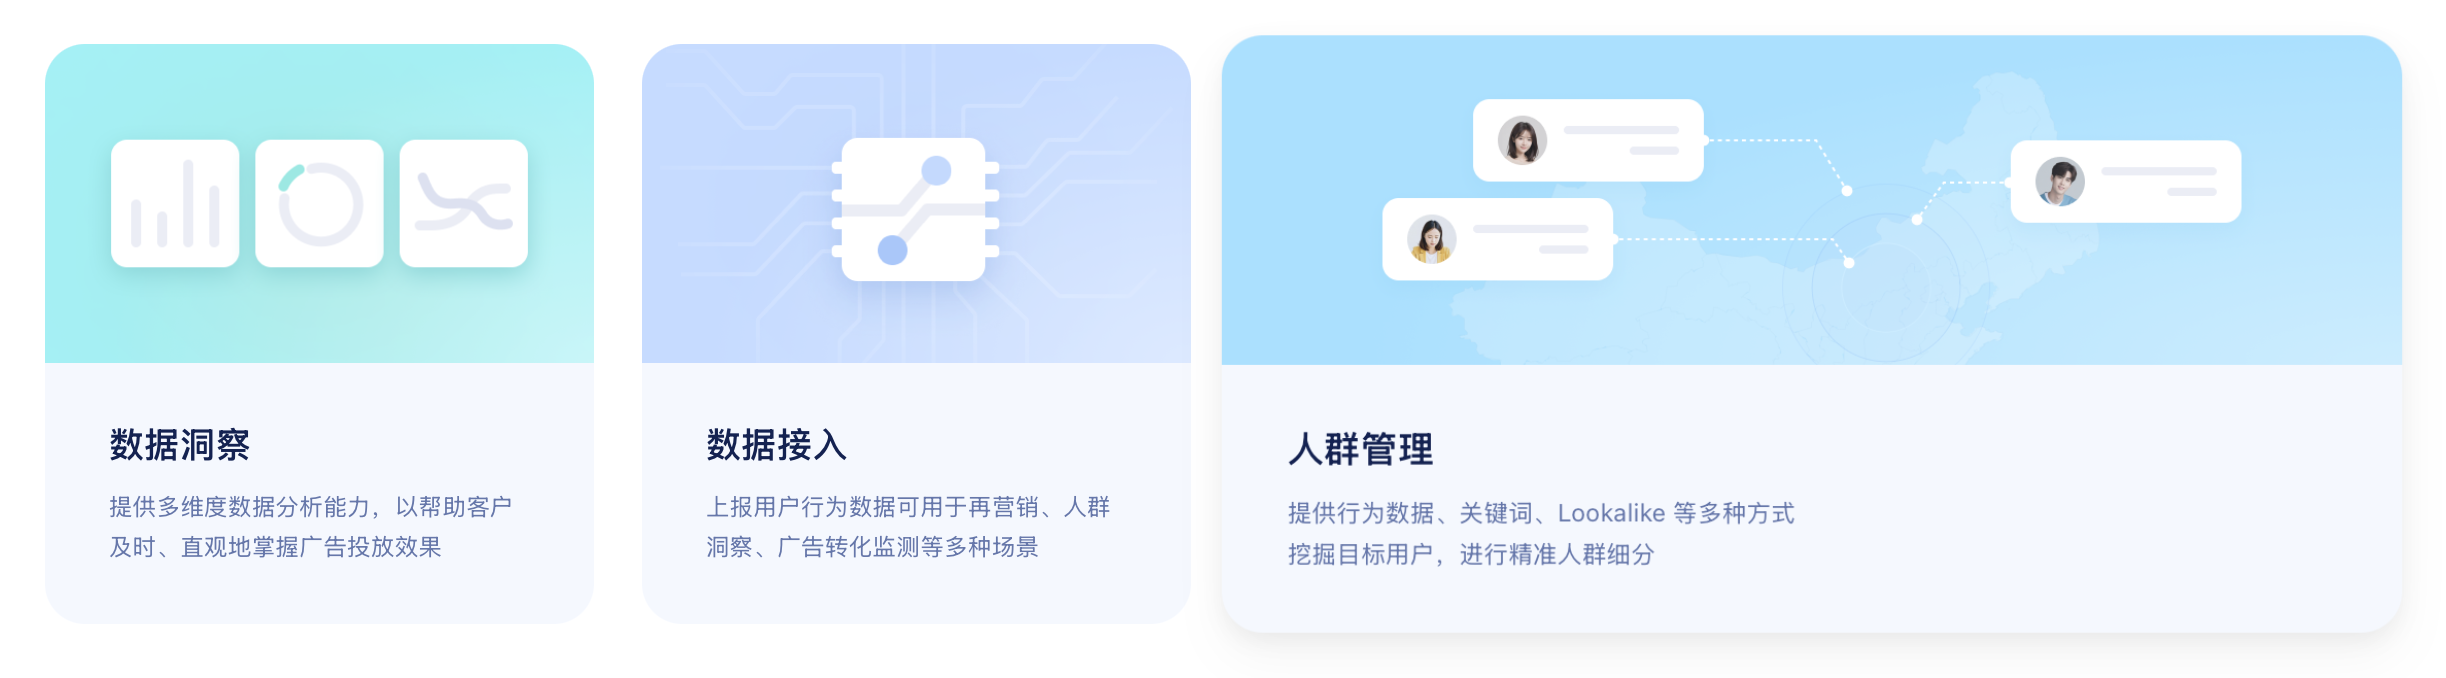 数据洞察
提供多维度数据分析能力，以帮助客户
及时、直观地掌握广告投放效果
数据接入
上报用户行为数据可用于再营销、人群
洞察、广告转化监测等多种场景
人群管理
提供行为数据、关键词、Lookalike 等多种方式
挖掘目标用户，进行精准人群细分